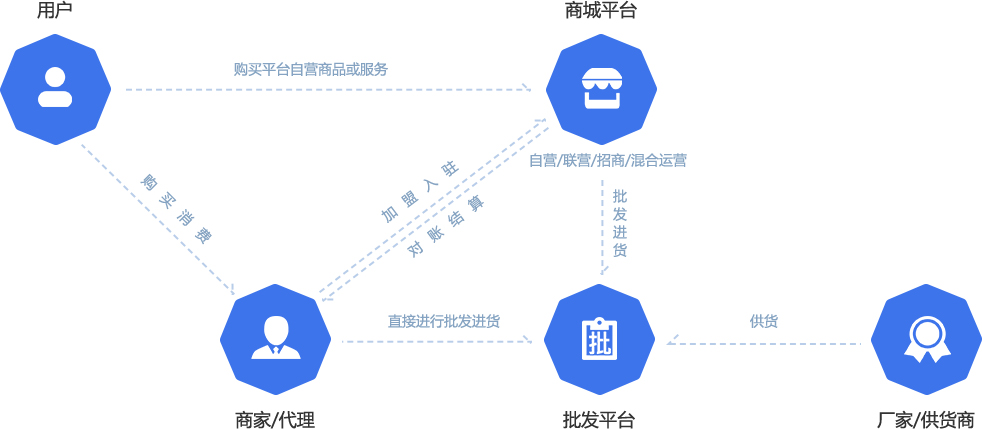 用户
商城平台
购买平台自营商品或服务
自营/联营/招商/混合运营
购买消费
加盟入驻
对账结算
批发进货
直接进行批发进货
批
供货
商家/代理
批发平台
厂家/供货商